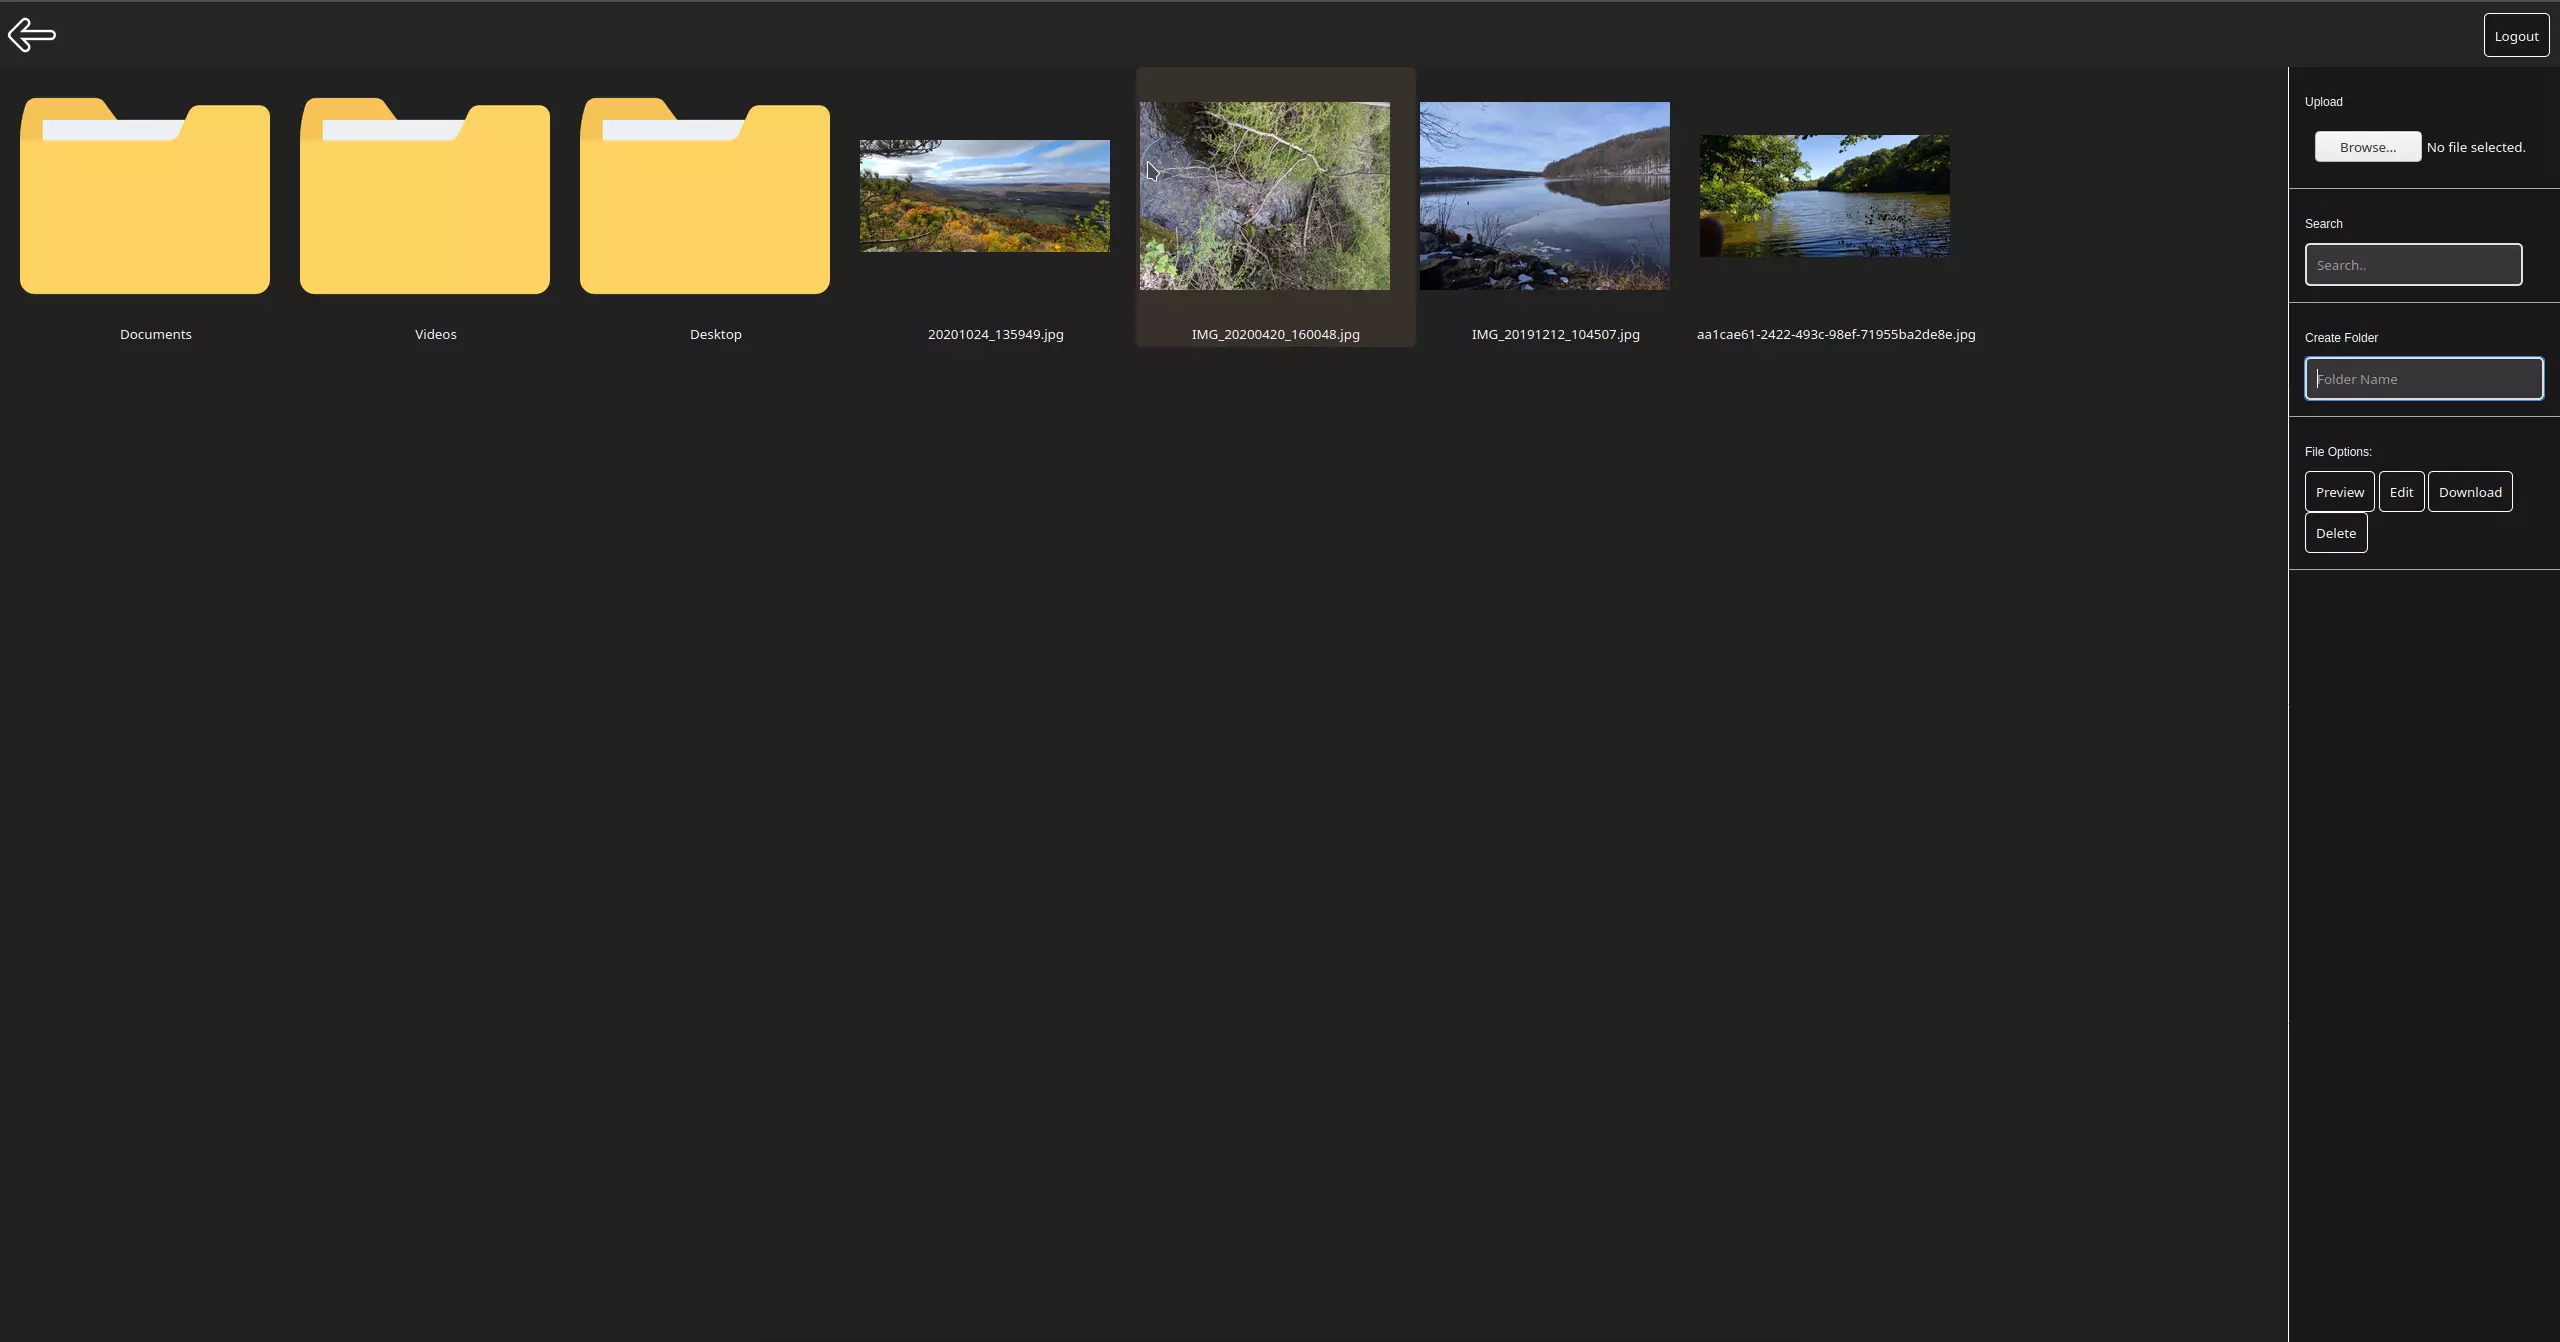 Logout
Documents
Videos
Desktop
20201024_135949.jpg
IMG_20200420_160048.jpg
IMG_20191212_104507.jpg
aa1cae61-2422-493c-98ef-71955ba2de8e.jpg
Upload
Browse... No file selected.
Search
Search..
Create Folder
Folder Name
File Options:
Preview Edit Download
Delete